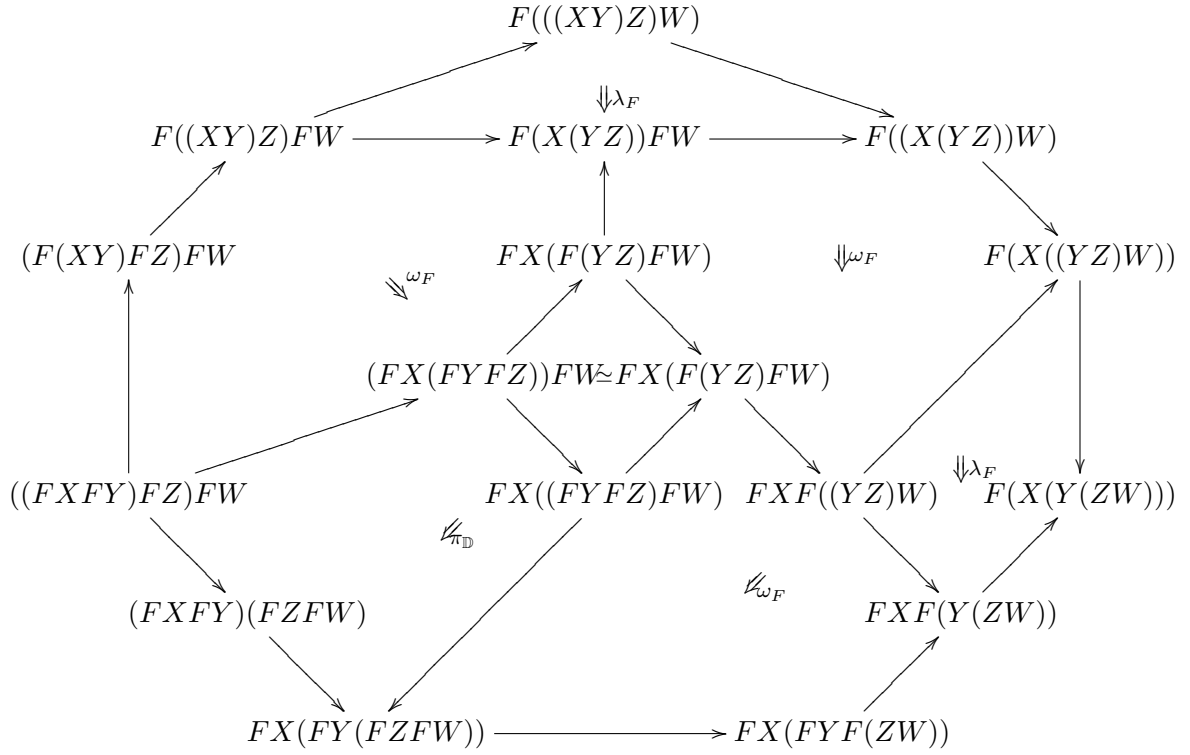 F(((XY)Z)W)
⇓λ_F
F((XY)Z)FW F(X(YZ))FW F((X(YZ))W)
(F(XY)FZ)FW FX(F(YZ)FW) ⇓ω_F F(X((YZ)W))
⇘ω_F
(FX(FYFZ))FW ≃ FX(F(YZ)FW)
⇓λ_F
((FXFY)FZ)FW FX((FYFZ)FW) FXF((YZ)W) F(X(Y(ZW)))
⇙π_𝔻
⇙ω_F
(FXFY)(FZFW) FXF(Y(ZW))
FX(FY(FZFW)) FX(FYF(ZW))